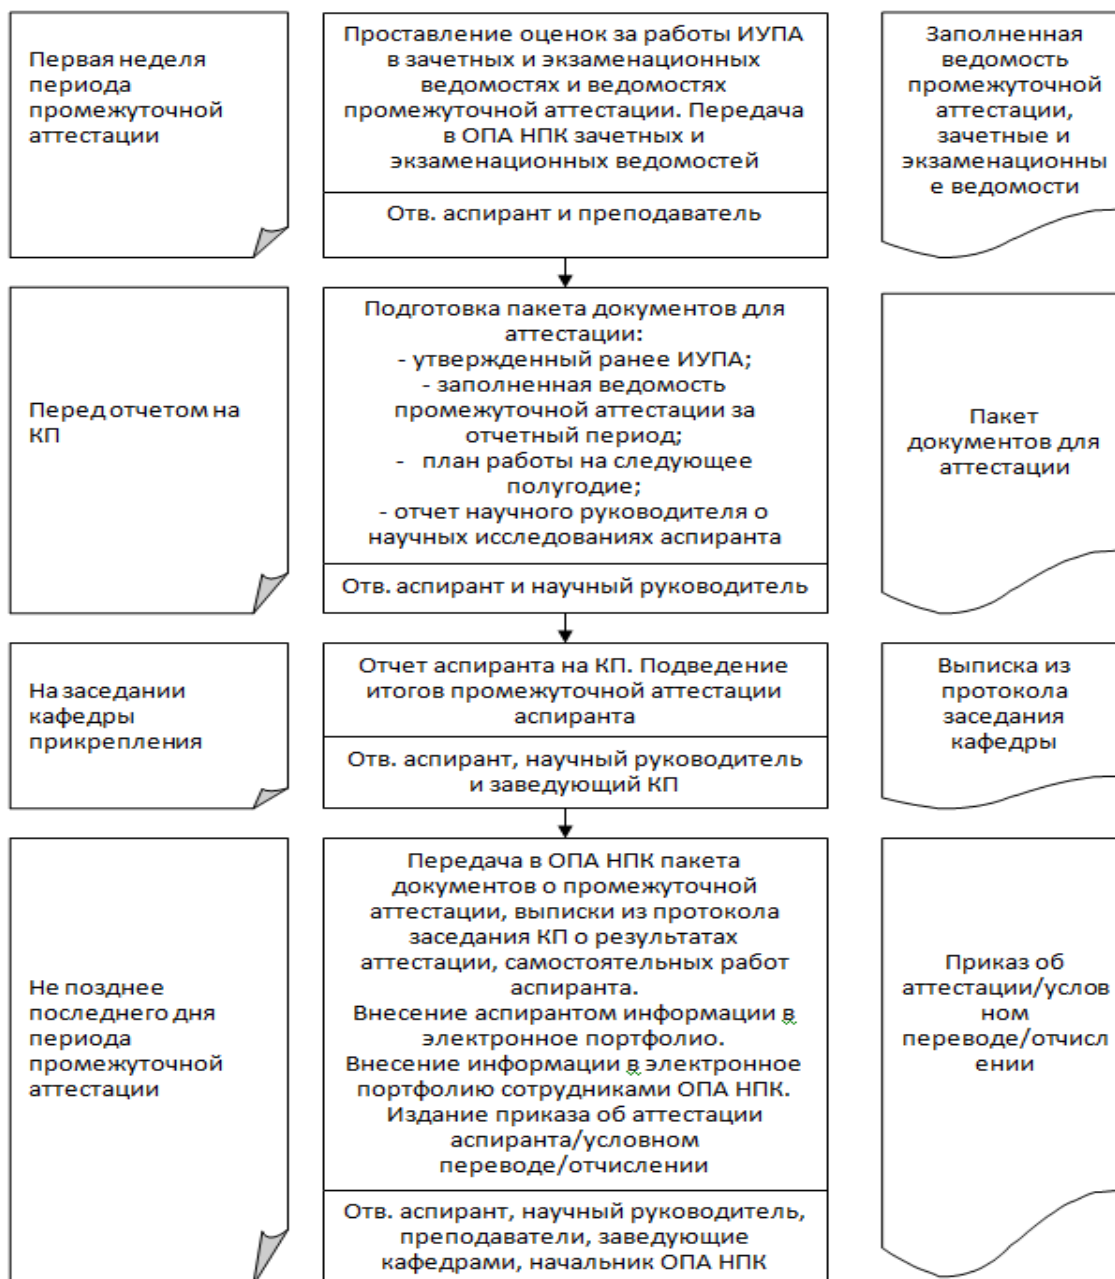 Первая неделя
периода
промежуточной
аттестации
Проставление оценок за работы ИУПА
в зачетных и экзаменационных
ведомостях и ведомостях
промежуточной аттестации. Передача
в ОПА НПК зачетных и
экзаменационных ведомостей
Отв. аспирант и преподаватель
Заполненная
ведомость
промежуточной
аттестации,
зачетные и
экзаменационны
е ведомости
Перед отчетом на
КП
Подготовка пакета документов для
аттестации:
- утвержденный ранее ИУПА;
- заполненная ведомость
промежуточной аттестации за
отчетный период;
- план работы на следующее
полугодие;
- отчет научного руководителя о
научных исследованиях аспиранта
Отв. аспирант и научный руководитель
Пакет
документов для
аттестации
На заседании
кафедры
прикрепления
Отчет аспиранта на КП. Подведение
итогов промежуточной аттестации
аспиранта
Отв. аспирант, научный руководитель
и заведующий КП
Выписка из
протокола
заседания
кафедры
Не позднее
последнего дня
периода
промежуточной
аттестации
Передача в ОПА НПК пакета
документов о промежуточной
аттестации, выписки из протокола
заседания КП о результатах
аттестации, самостоятельных работ
аспиранта.
Внесение аспирантом информации в
электронное портфолио.
Внесение информации в электронное
портфолию сотрудниками ОПА НПК.
Издание приказа об аттестации
аспиранта/условном
переводе/отчислении
Отв. аспирант, научный руководитель,
преподаватели, заведующие
кафедрами, начальник ОПА НПК
Приказ об
аттестации/услов
ном
переводе/отчисл
ении